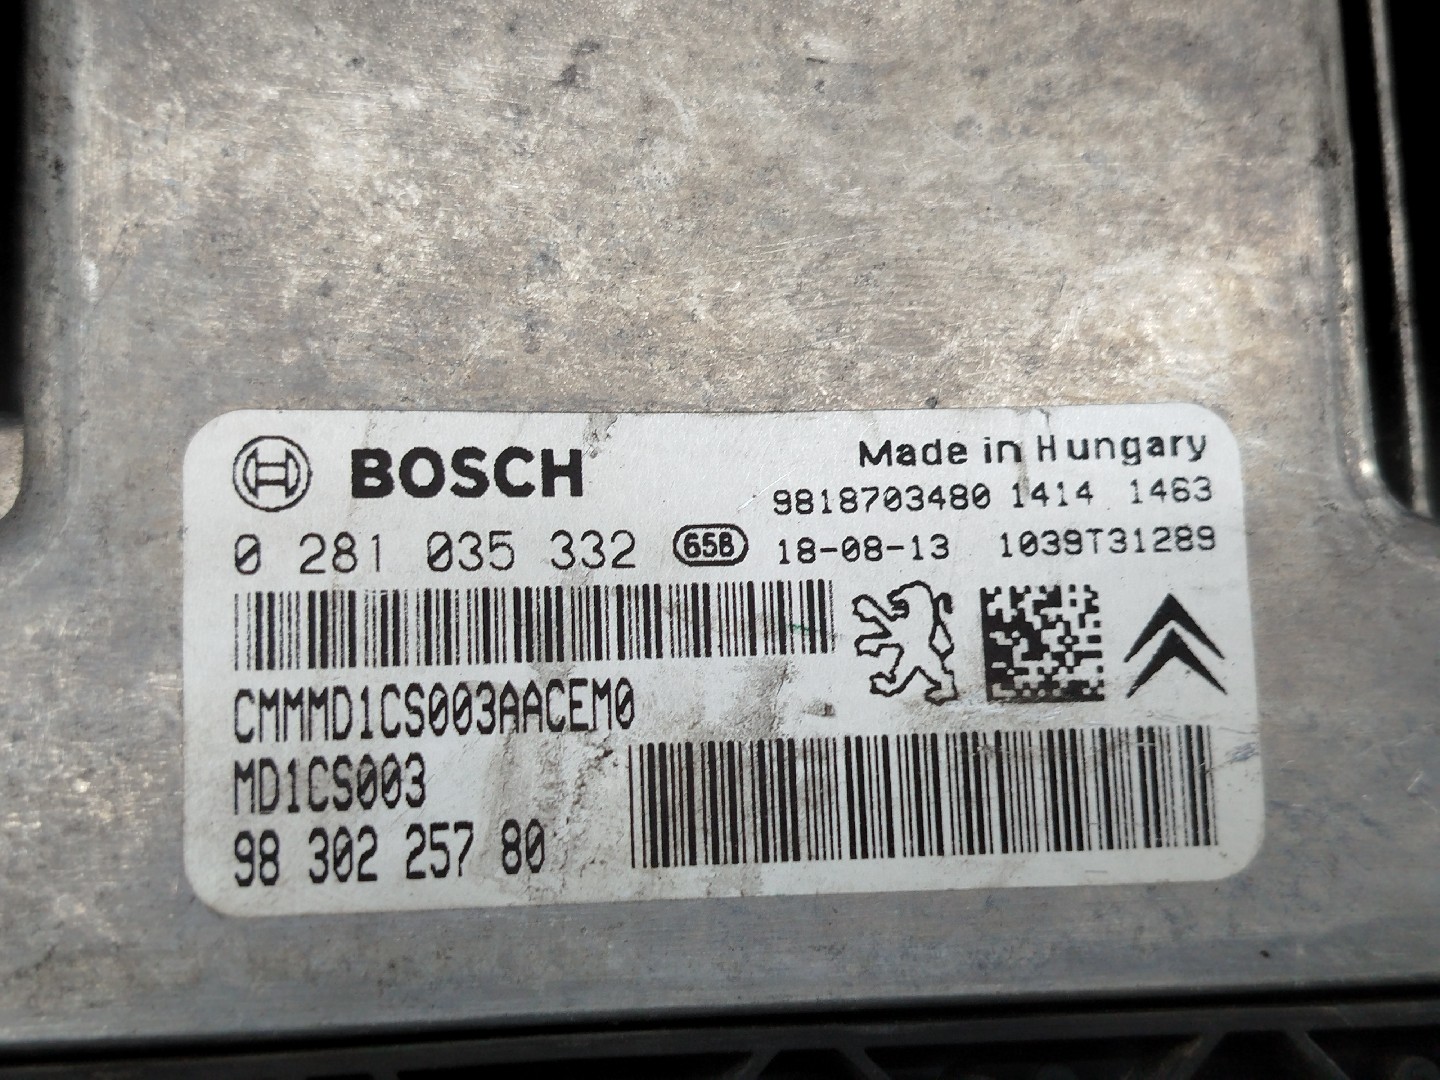 BOSCH
Made in Hungary
9818703480 1414 1463
0 281 035 332 65B 18-08-13 1039T31289
CMMMD1CS003AACEM0
MD1CS003
98 302 257 80